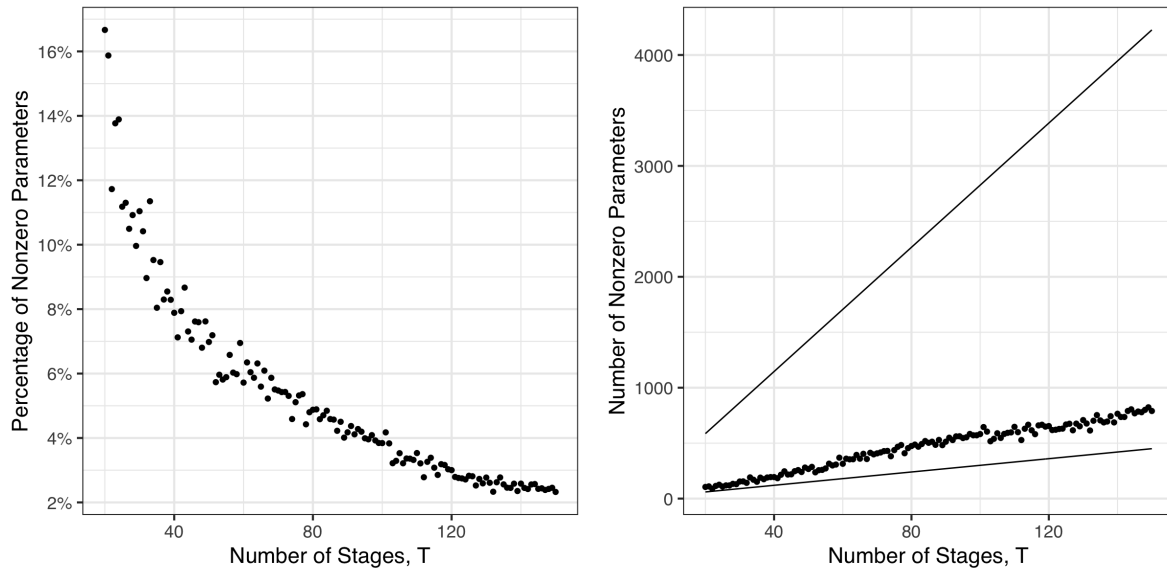 Percentage of Nonzero Parameters
16%
14%
12%
10%
8%
6%
4%
2%
40 80 120
Number of Stages, T
Number of Nonzero Parameters
4000
3000
2000
1000
0
40 80 120
Number of Stages, T